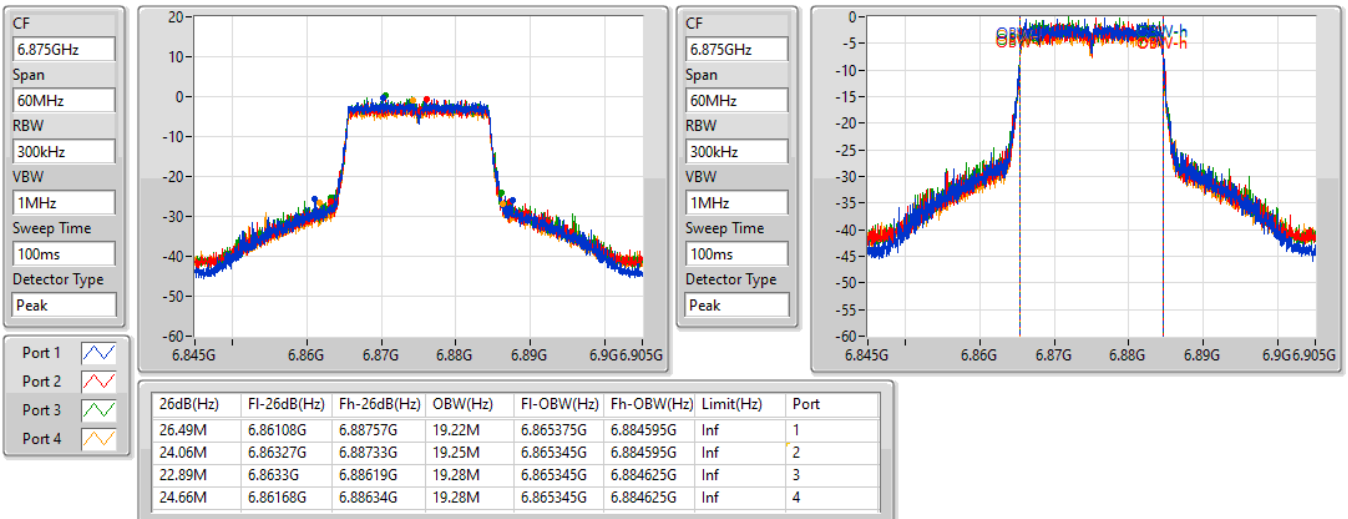 CF
6.875GHz
Span
60MHz
RBW
300kHz
VBW
1MHz
Sweep Time
100ms
Detector Type
Peak
20
10
0
-10
-20
-30
-40
-50
-60
6.845G 6.86G 6.87G 6.88G 6.89G 6.9G 6.905G
CF
6.875GHz
Span
60MHz
RBW
300kHz
VBW
1MHz
Sweep Time
100ms
Detector Type
Peak
0
-5
-10
-15
-20
-25
-30
-35
-40
-45
-50
-55
-60
OBW-h
6.845G 6.86G 6.87G 6.88G 6.89G 6.9G 6.905G
Port 1
Port 2
Port 3
Port 4
26dB(Hz) Fl-26dB(Hz) Fh-26dB(Hz) OBW(Hz) Fl-OBW(Hz) Fh-OBW(Hz) Limit(Hz) Port
26.49M 6.86108G 6.88757G 19.22M 6.865375G 6.884595G Inf 1
24.06M 6.86327G 6.88733G 19.25M 6.865345G 6.884595G Inf 2
22.89M 6.8633G 6.88619G 19.28M 6.865345G 6.884625G Inf 3
24.66M 6.86168G 6.88634G 19.28M 6.865345G 6.884625G Inf 4